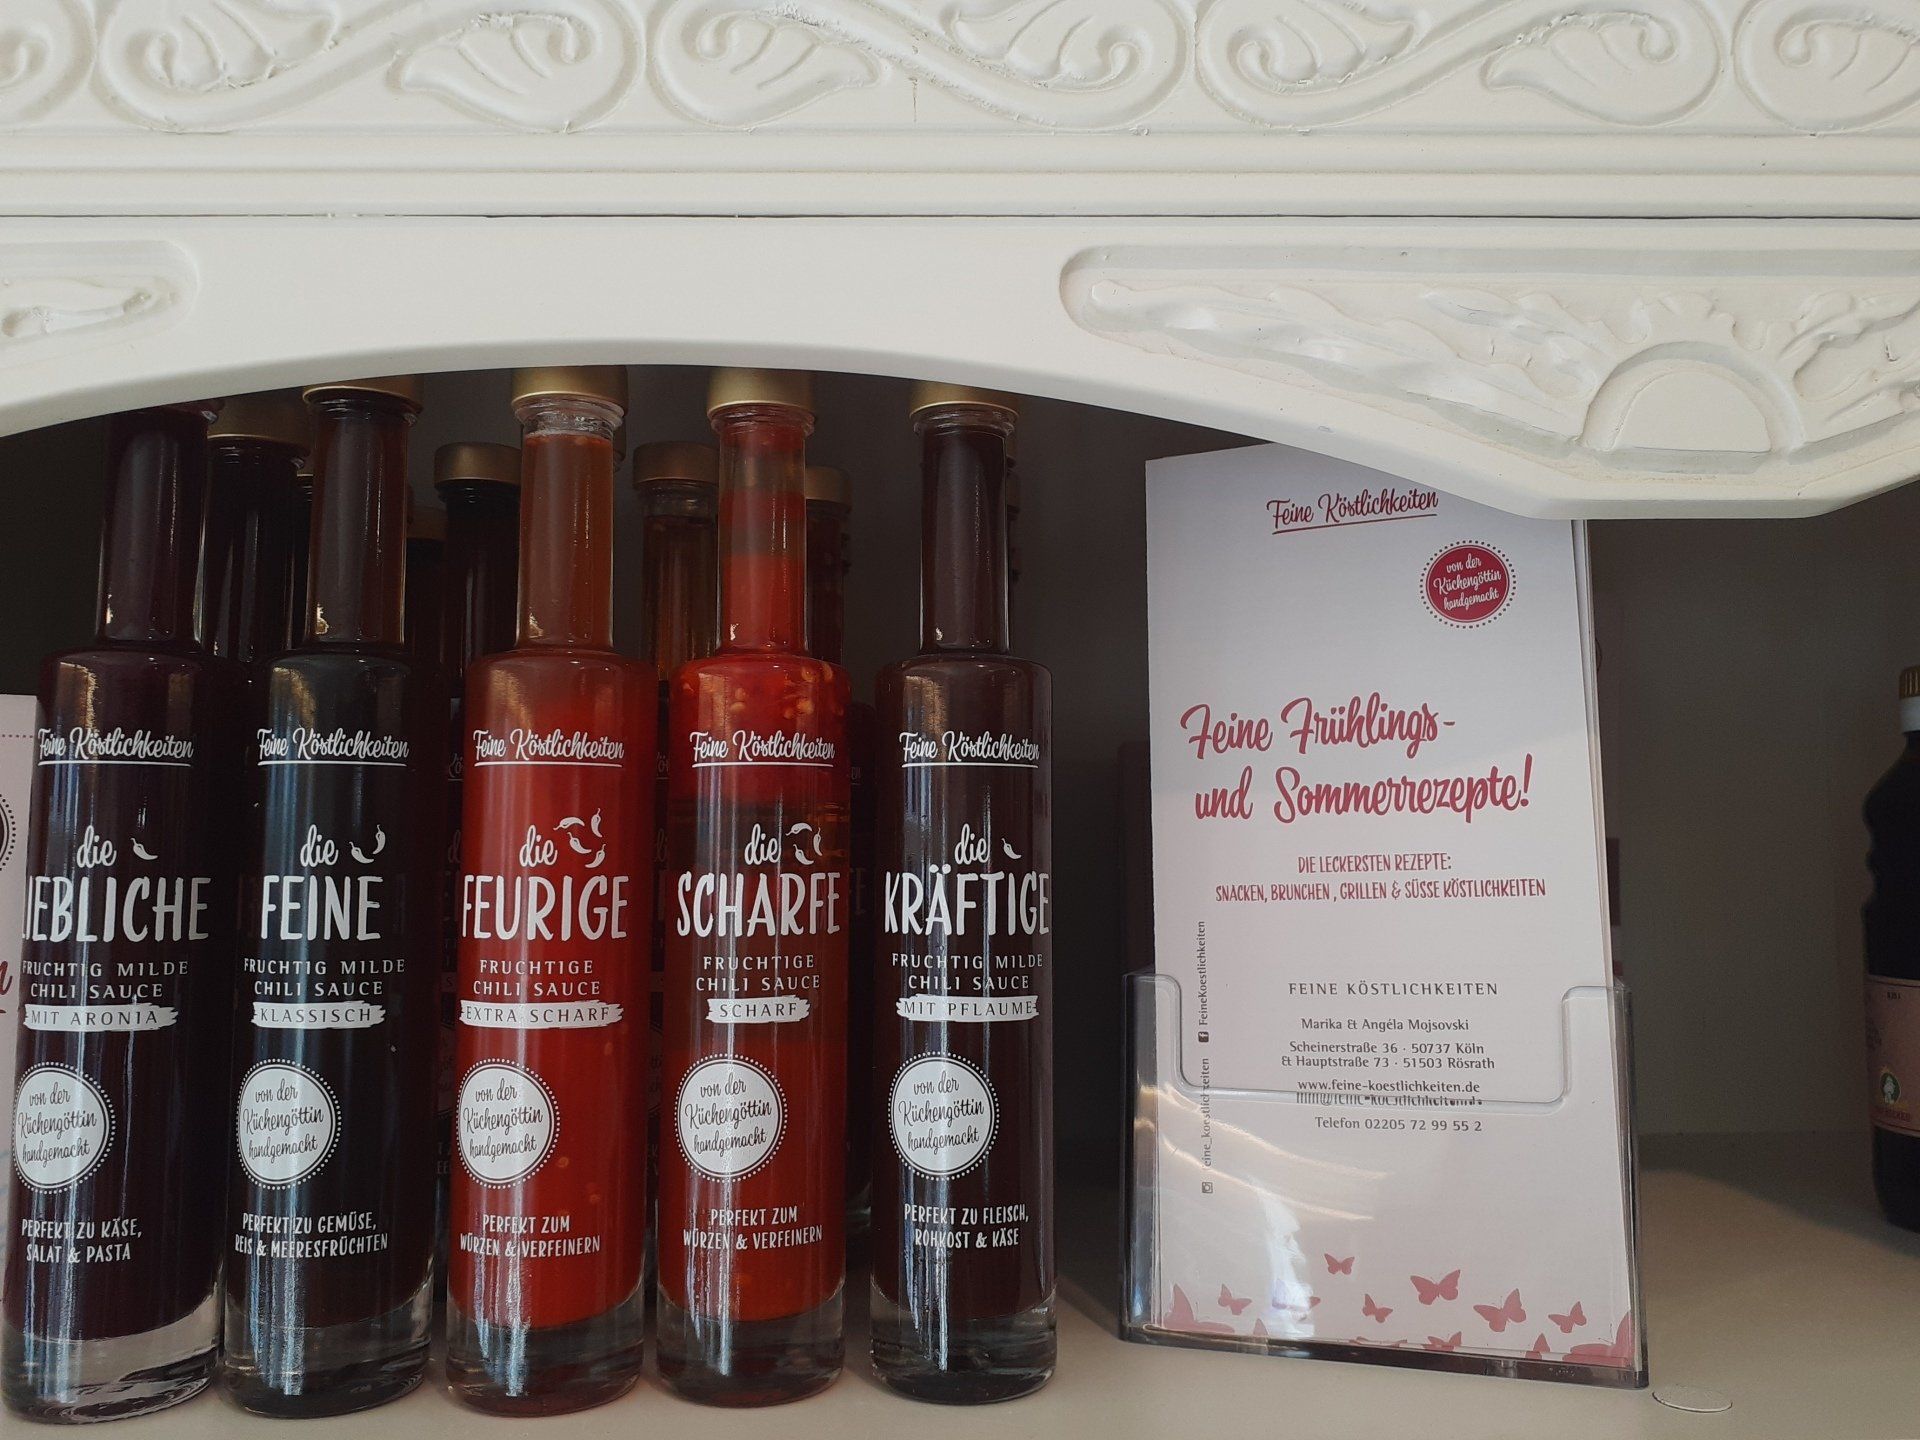 Feine Köstlichkeiten
die
LIEBLICHE
FRUCHTIG MILDE
CHILI SAUCE
MIT ARONIA
von der
Küchengöttin
handgemacht
PERFEKT ZU KÄSE,
SALAT & PASTA
Feine Köstlichkeiten
die
FEINE
FRUCHTIG MILDE
CHILI SAUCE
KLASSISCH
von der
Küchengöttin
handgemacht
PERFEKT ZU GEMÜSE,
REIS & MEERESFRÜCHTEN
Feine Köstlichkeiten
die
FEURIGE
FRUCHTIGE
CHILI SAUCE
EXTRA SCHARF
von der
Küchengöttin
handgemacht
PERFEKT ZUM
WÜRZEN & VERFEINERN
Feine Köstlichkeiten
die
SCHARFE
FRUCHTIGE
CHILI SAUCE
SCHARF
von der
Küchengöttin
handgemacht
PERFEKT ZUM
WÜRZEN & VERFEINERN
Feine Köstlichkeiten
die
KRÄFTIGE
FRUCHTIG MILDE
CHILI SAUCE
MIT PFLAUME
von der
Küchengöttin
handgemacht
PERFEKT ZU FLEISCH,
ROHKOST & KÄSE
Feine Köstlichkeiten
von der
Küchengöttin
handgemacht
Feine Frühlings-
und Sommerrezepte!
DIE LECKERSTEN REZEPTE:
SNACKEN, BRUNCHEN, GRILLEN & SÜSSE KÖSTLICHKEITEN
FEINE KÖSTLICHKEITEN
Marika & Angéla Mojsovski
Scheinerstraße 36 · 50737 Köln
& Hauptstraße 73 · 51503 Rösrath
www.feine-koestlichkeiten.de
Telefon 02205 72 99 55 2
FeineKoestlichkeiten
feine_koestlichkeiten